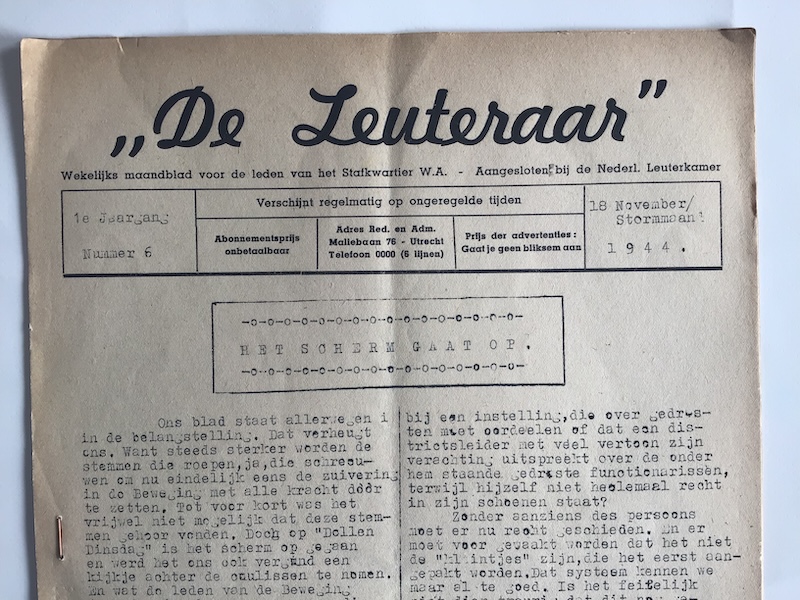 „De Leuteraar"
Wekelijks maandblad voor de leden van het Stafkwartier W.A. - Aangesloten bij de Nederl. Leuterkamer
1e Jaargang
Nummer 6
Verschijnt regelmatig op ongeregelde tijden
Abonnementsprijs
onbetaalbaar
Adres Red. en Adm.
Maliebaan 76 - Utrecht
Telefoon 0000 (6 lijnen)
Prijs der advertenties:
Gaat je geen bliksem aan
18 November/
Stormmaant
1944.
-o-o-o-o-o-o-o-o-o-o-o-o-o-o-o-o-
HET SCHERM GAAT OP.
-o-o-o-o-o-o-o-o-o-o-o-o-o-o-o-o-
Ons blad staat allerwegen i
in de belangstelling. Dat verheugt
ons. Want steeds sterker worden de
stemmen die roepen,ja,die schreeu-
wen om nu eindelijk eens de zuivering
in de Beweging met alle kracht dóór
te zetten. Tot voor kort was het
vrijwel niet mogelijk dat deze stem-
men gehoor vonden. Doch op "Dollen
Dinsdag" is het scherm op gegaan
en werd het ons ook vergund een
kijkje achter de coulissen te nomen.
En wat de leden van de Beweging
bij een instelling,die over gedros-
ten moet oordeelen of dat een dis-
trictsleider met veel vertoon zijn
verachting uitspreekt over de onder
hem staande gedroste functionarissen,
terwijl hijzelf niet heelemaal recht
in zijn schoenen staat?
Zonder aanziens des persoons
moet er nu recht geschieden. En er
moet voor gewaakt worden dat het niet
de "kleintjes" zijn,die het eerst aan-
gepakt worden.Dat systeem kennen we
maar al te goed. Is het feitelijk